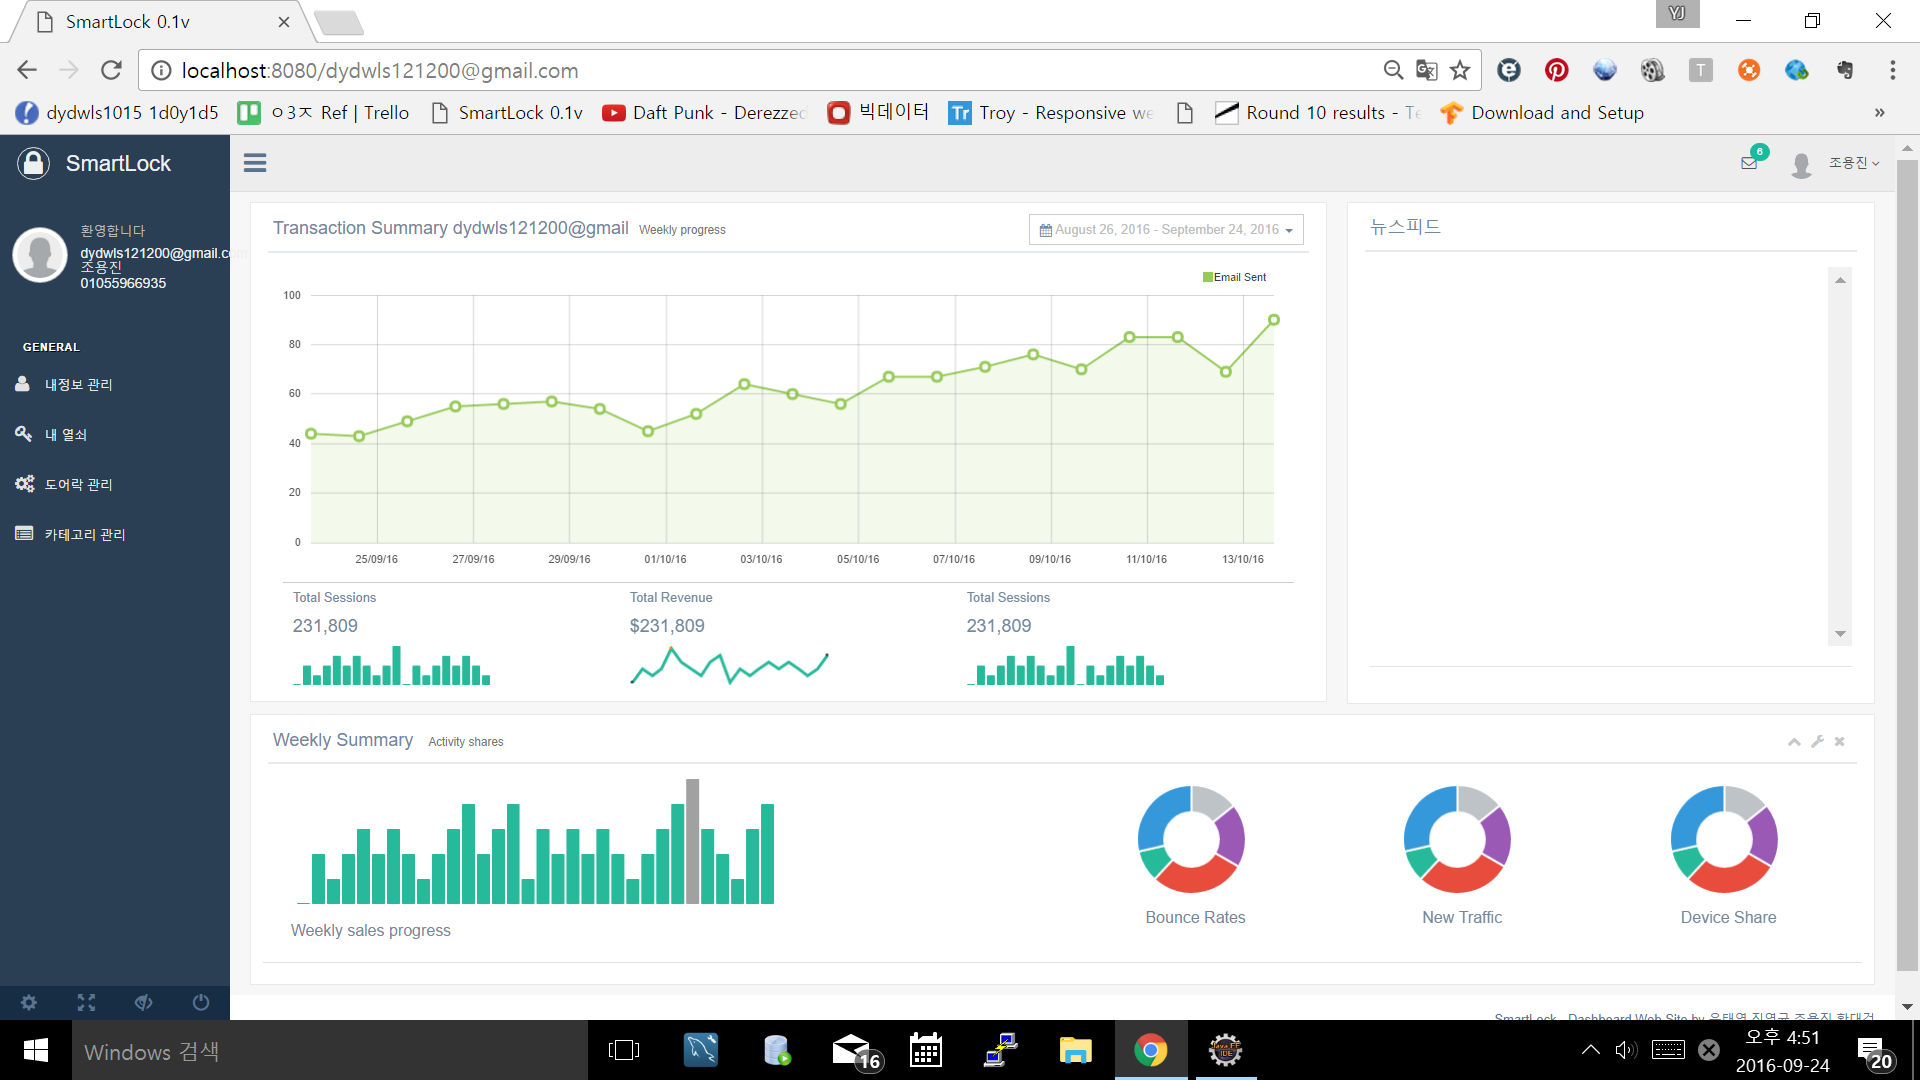 SmartLock 0.1v
YJ
localhost:8080/dydwls121200@gmail.com
dydwls1015 1d0y1d5
ㅇ3ㅈ Ref | Trello
SmartLock 0.1v
Daft Punk - Derezzed
빅데이터
Troy - Responsive we
Round 10 results - Te
Download and Setup
»
SmartLock
6
조용진
환영합니다
dydwls121200@gmail.com
조용진
01055966935
GENERAL
내정보 관리
내 열쇠
도어락 관리
카테고리 관리
Transaction Summary dydwls121200@gmail Weekly progress
August 26, 2016 - September 24, 2016
Email Sent
100
80
60
40
20
0
25/09/16 27/09/16 29/09/16 01/10/16 03/10/16 05/10/16 07/10/16 09/10/16 11/10/16 13/10/16
Total Sessions
231,809
Total Revenue
$231,809
Total Sessions
231,809
뉴스피드
Weekly Summary Activity shares
Weekly sales progress
Bounce Rates
New Traffic
Device Share
SmartLock - Dashboard Web Site by
Windows 검색
16
Java EE
IDE
오후 4:51
2016-09-24
20